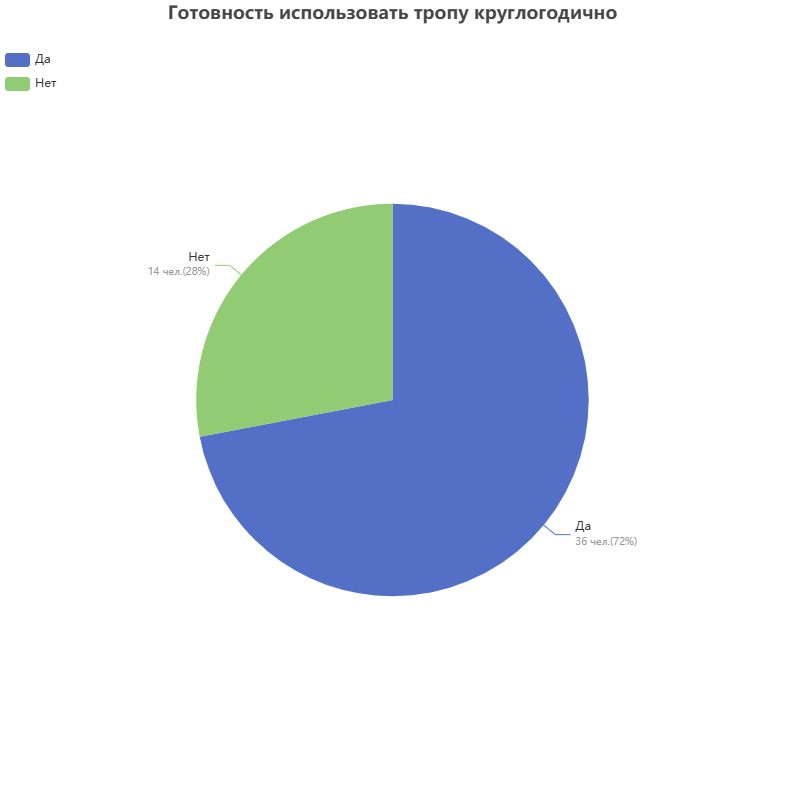 Готовность использовать тропу круглогодично
Да
Нет
Нет
14 чел.(28%)
Да
36 чел.(72%)